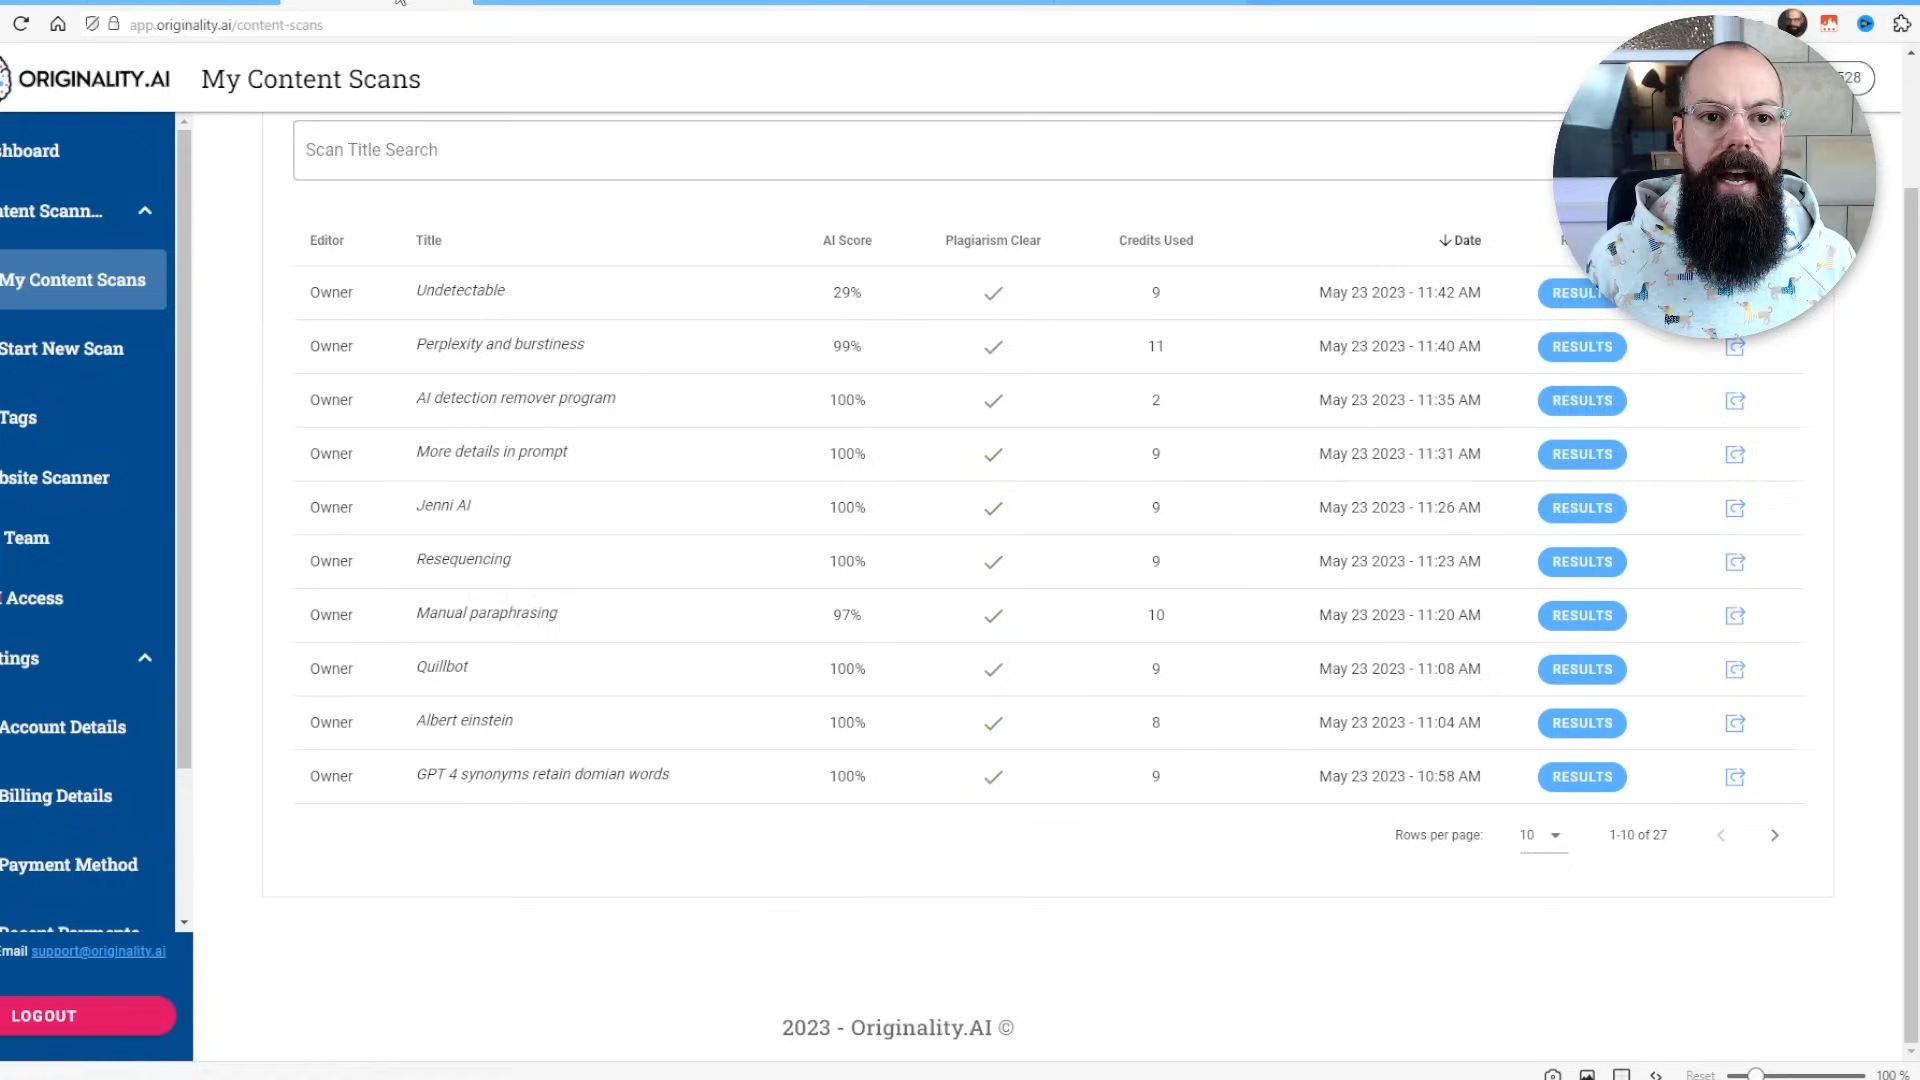 app.originality.ai/content-scans
ORIGINALITY.AI
My Content Scans
528
shboard
ntent Scann...
My Content Scans
Start New Scan
Tags
bsite Scanner
Team
Access
tings
Account Details
Billing Details
Payment Method
Recent Payments
Email support@originality.ai
LOGOUT
Scan Title Search
Editor Title AI Score Plagiarism Clear Credits Used Date
Owner Undetectable 29% 9 May 23 2023 - 11:42 AM RESULT
Owner Perplexity and burstiness 99% 11 May 23 2023 - 11:40 AM RESULTS
Owner AI detection remover program 100% 2 May 23 2023 - 11:35 AM RESULTS
Owner More details in prompt 100% 9 May 23 2023 - 11:31 AM RESULTS
Owner Jenni AI 100% 9 May 23 2023 - 11:26 AM RESULTS
Owner Resequencing 100% 9 May 23 2023 - 11:23 AM RESULTS
Owner Manual paraphrasing 97% 10 May 23 2023 - 11:20 AM RESULTS
Owner Quillbot 100% 9 May 23 2023 - 11:08 AM RESULTS
Owner Albert einstein 100% 8 May 23 2023 - 11:04 AM RESULTS
Owner GPT 4 synonyms retain domian words 100% 9 May 23 2023 - 10:58 AM RESULTS
Rows per page: 10 1-10 of 27
2023 - Originality.AI ©
Reset 100 %